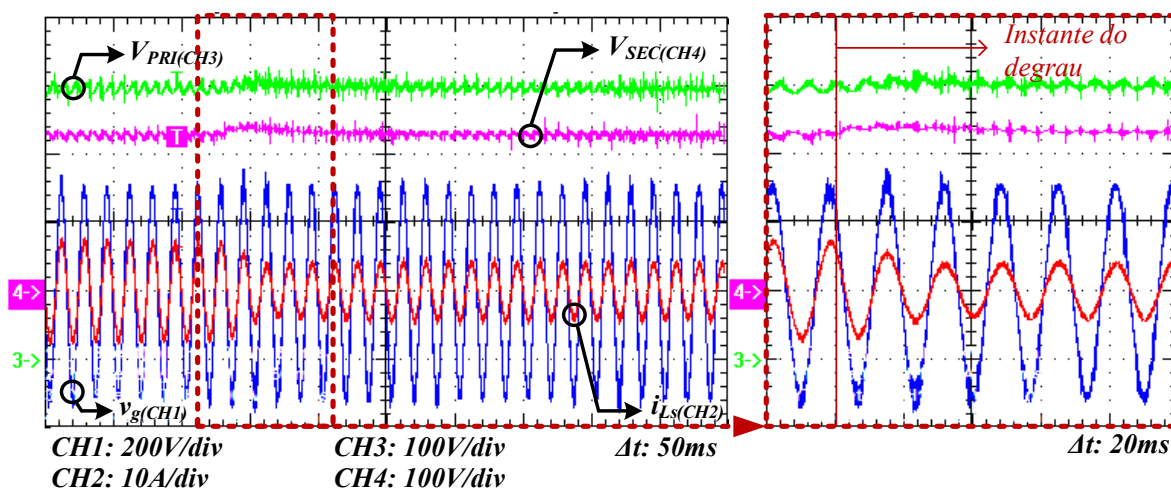 V_PRI(CH3)
V_SEC(CH4)
Instante do
degrau
T
T
4->
4->
3->
3->
v_g(CH1)
i_Ls(CH2)
CH1: 200V/div
CH3: 100V/div
Δt: 50ms
Δt: 20ms
CH2: 10A/div
CH4: 100V/div